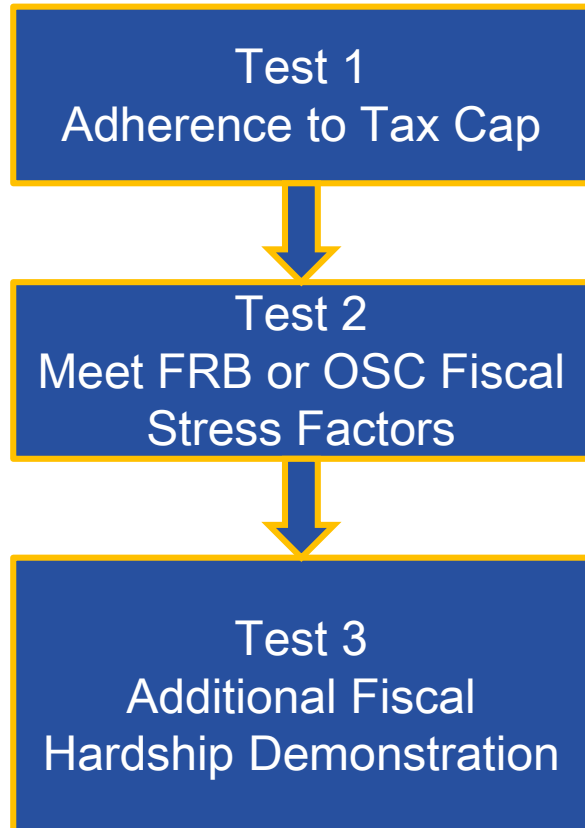 Test 1
Adherence to Tax Cap
Test 2
Meet FRB or OSC Fiscal
Stress Factors
Test 3
Additional Fiscal
Hardship Demonstration